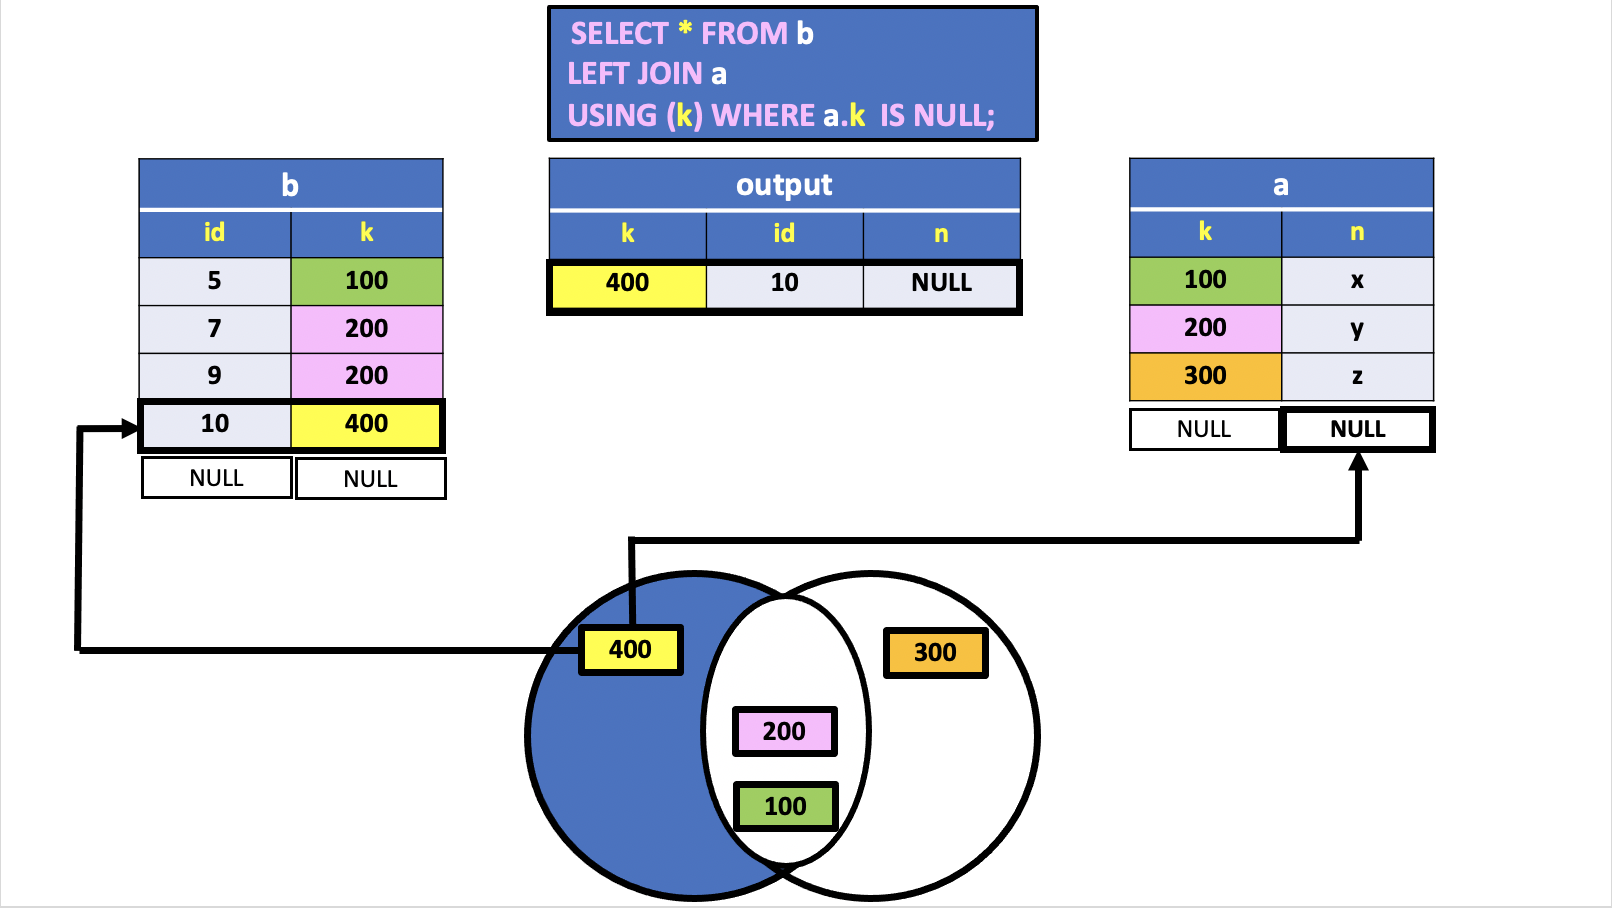 SELECT * FROM b
LEFT JOIN a
USING (k) WHERE a.k IS NULL;
b
id k
5 100
7 200
9 200
10 400
NULL NULL
output
k id n
400 10 NULL
a
k n
100 x
200 y
300 z
NULL NULL
400
300
200
100